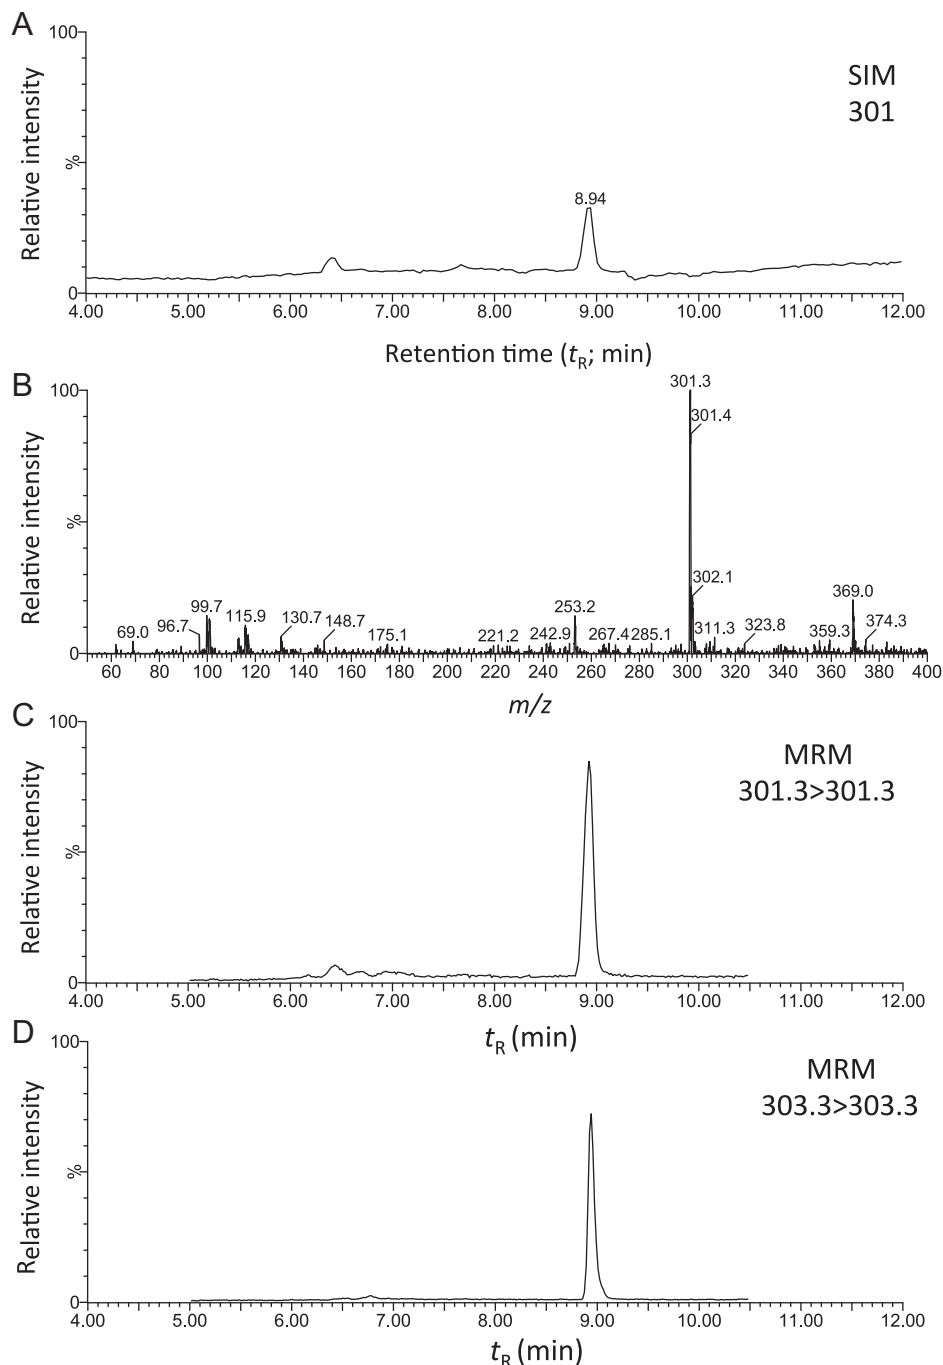 A
100
Relative intensity
%
0
SIM
301
8.94
4.00 5.00 6.00 7.00 8.00 9.00 10.00 11.00 12.00
Retention time (tR; min)
B
100
Relative intensity
%
0
301.3
301.4
302.1
69.0
96.7
99.7
115.9
130.7
148.7
175.1
221.2
242.9
253.2
267.4
285.1
311.3
323.8
359.3
369.0
374.3
60 80 100 120 140 160 180 200 220 240 260 280 300 320 340 360 380 400
m/z
C
100
Relative intensity
%
0
MRM
301.3>301.3
4.00 5.00 6.00 7.00 8.00 9.00 10.00 11.00 12.00
tR (min)
D
100
Relative intensity
%
0
MRM
303.3>303.3
4.00 5.00 6.00 7.00 8.00 9.00 10.00 11.00 12.00
tR (min)